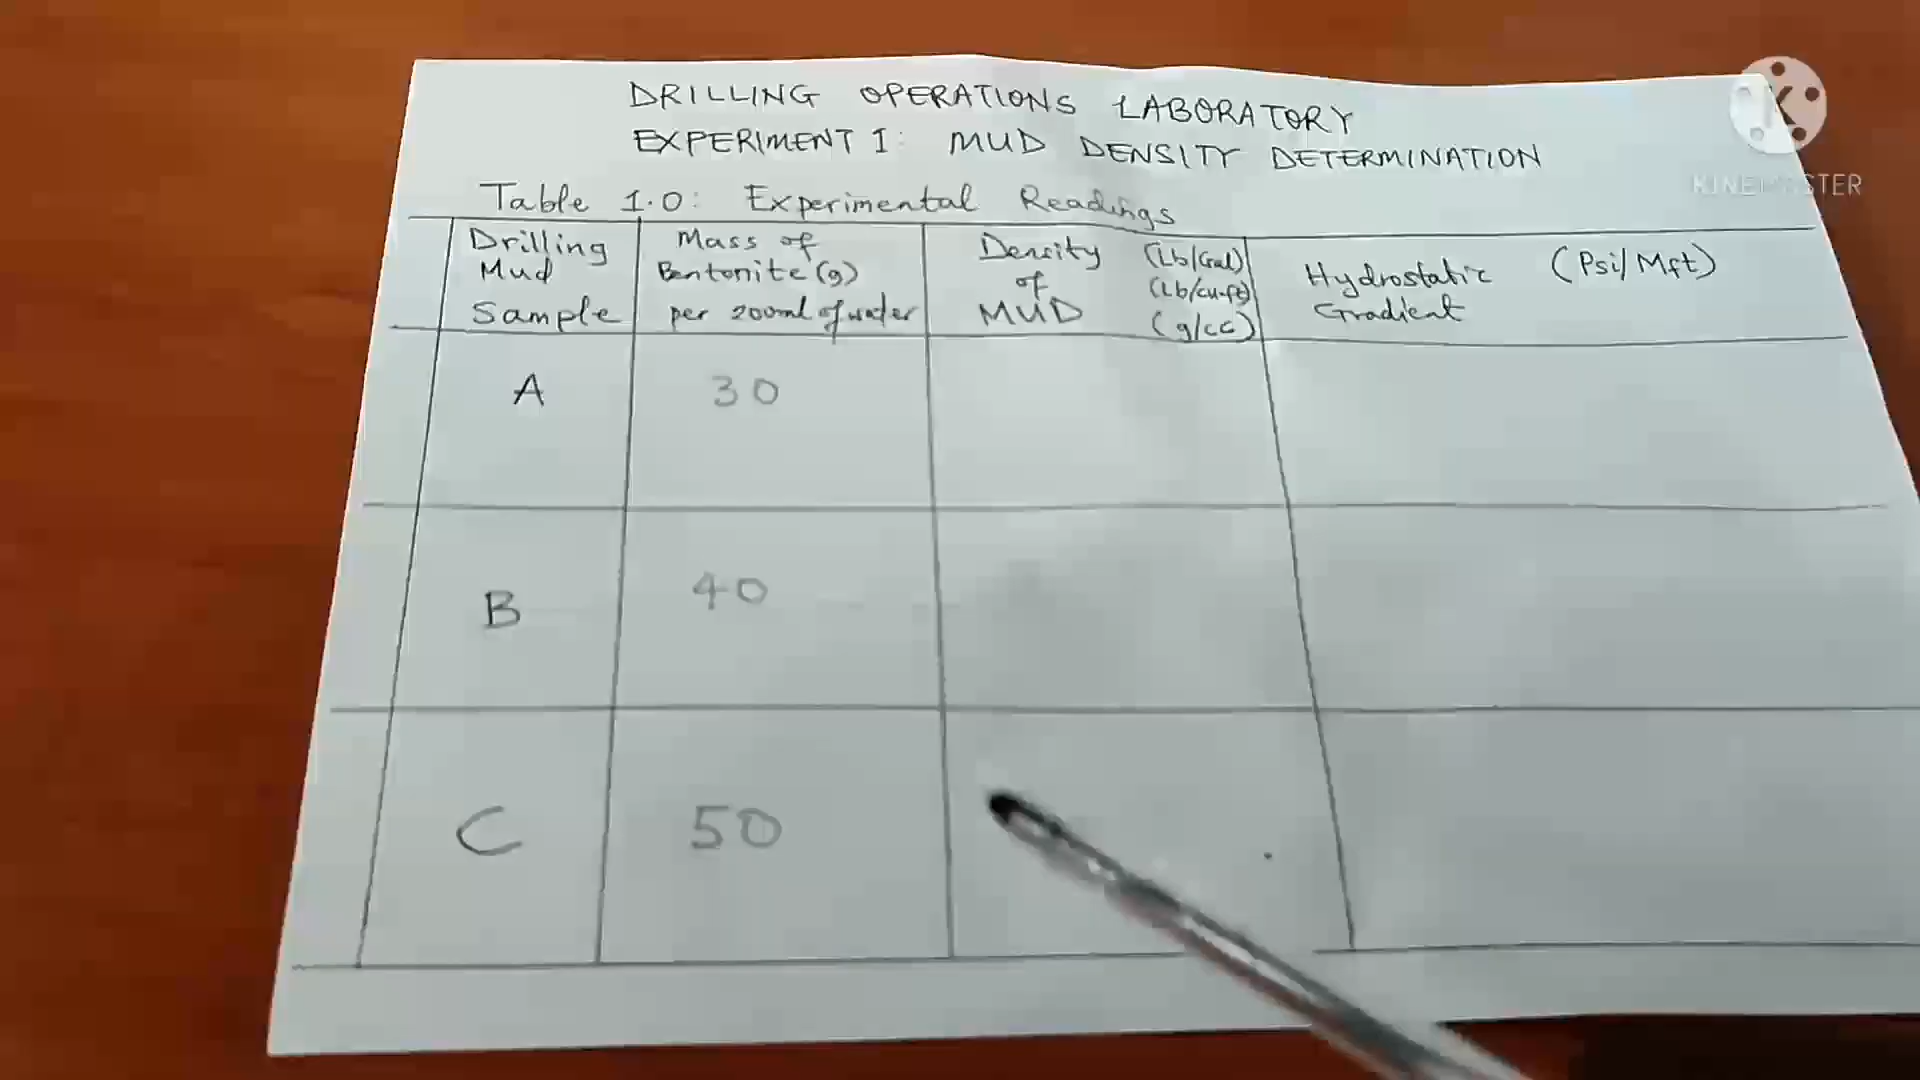 DRILLING OPERATIONS LABORATORY
EXPERIMENT 1: MUD DENSITY DETERMINATION
Table 1.0: Experimental Readings
Drilling
Mud
Sample
Mass of
Bentonite (g)
per 200ml of water
Density
of
MUD
(Lb/Gal)
(Lb/cu-ft)
(g/cc)
Hydrostatic
Gradient
(Psi/Mft)
A
30
B
40
C
50
KINEMASTER